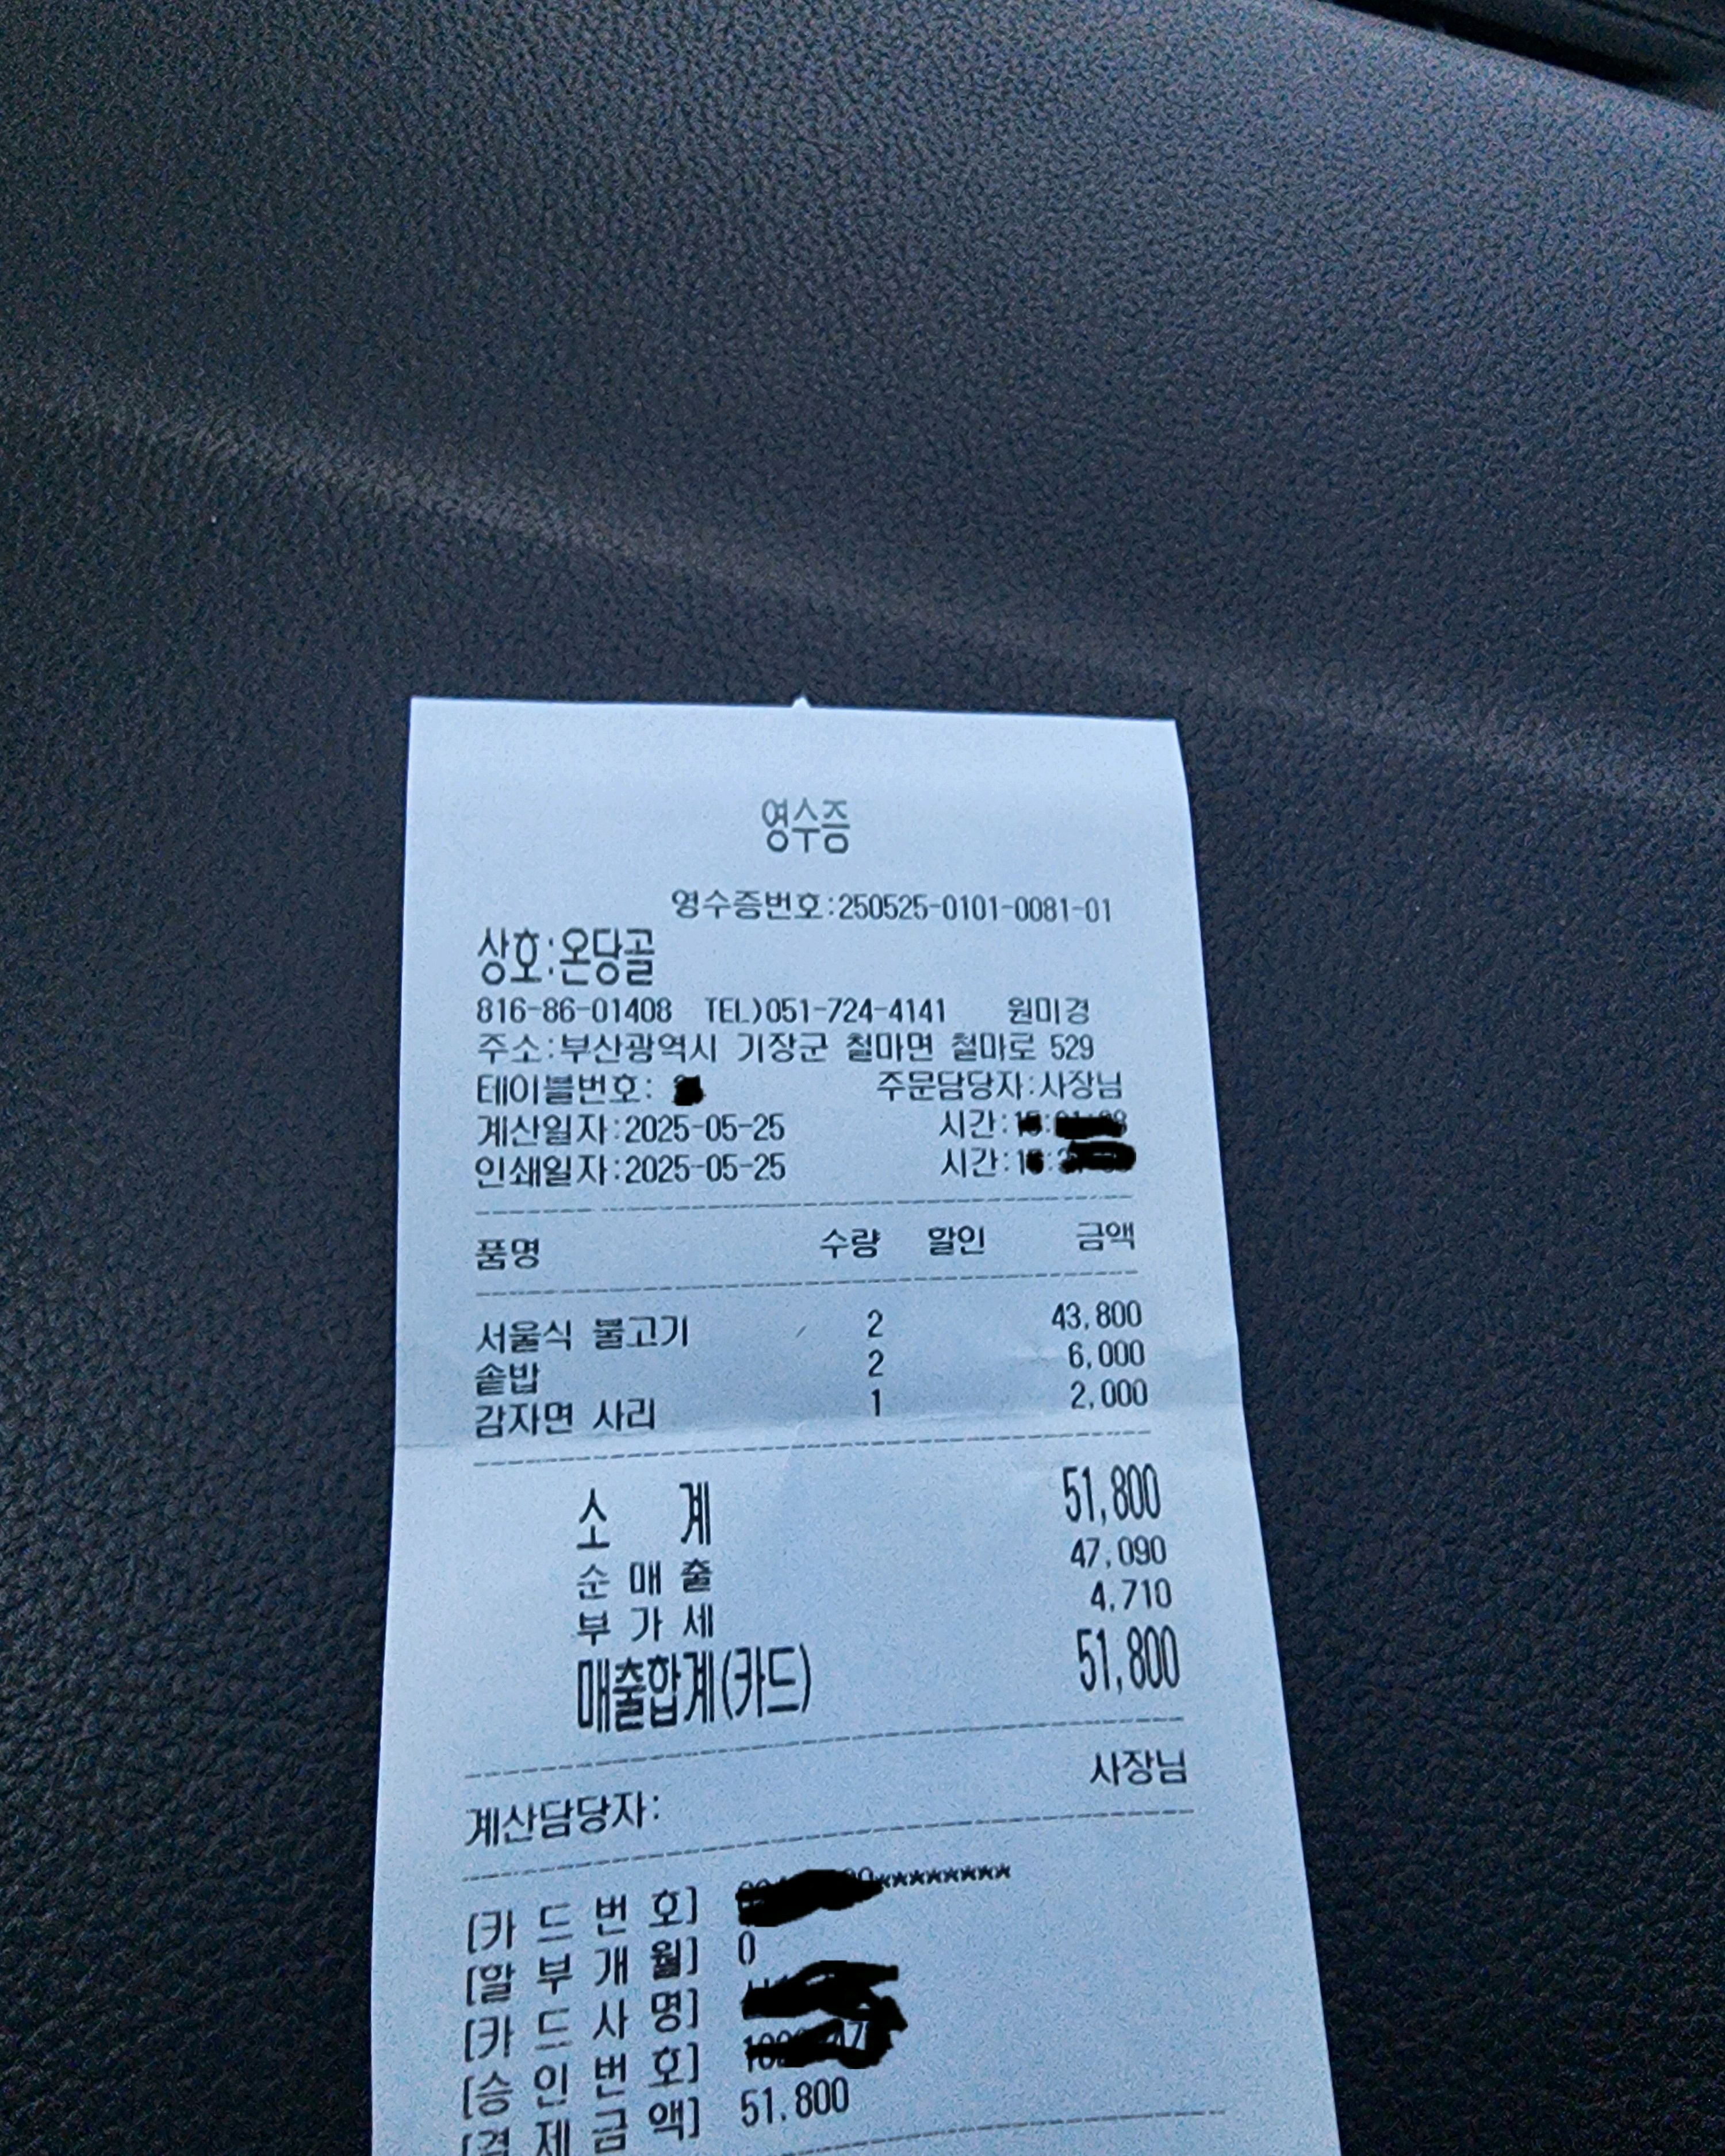 영수증
영수증번호:250525-0101-0081-01
상호:온당골
816-86-01408 TEL)051-724-4141 원미경
주소:부산광역시 기장군 철마면 철마로 529
테이블번호: 주문담당자:사장님
계산일자:2025-05-25 시간:
인쇄일자:2025-05-25 시간:
품명 수량 할인 금액
서울식 불고기 2 43,800
솥밥 2 6,000
감자면 사리 1 2,000
소 계 51,800
순 매 출 47,090
부 가 세 4,710
매출합계(카드) 51,800
계산담당자: 사장님
[카 드 번 호] *********
[할 부 개 월] 0
[카 드 사 명]
[승 인 번 호]
[결 제 금 액] 51,800